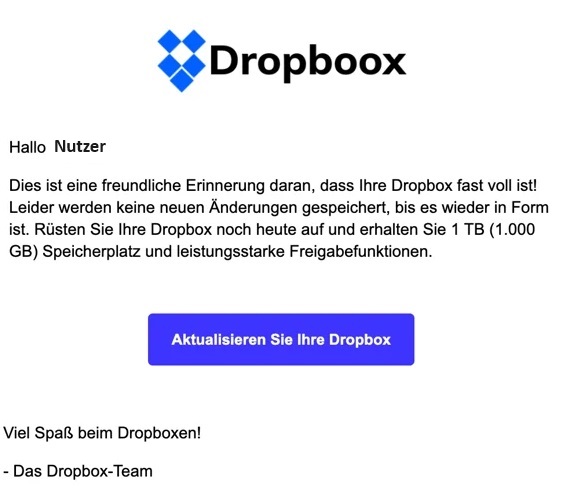 Dropboox
Hallo Nutzer
Dies ist eine freundliche Erinnerung daran, dass Ihre Dropbox fast voll ist!
Leider werden keine neuen Änderungen gespeichert, bis es wieder in Form
ist. Rüsten Sie Ihre Dropbox noch heute auf und erhalten Sie 1 TB (1.000
GB) Speicherplatz und leistungsstarke Freigabefunktionen.
Aktualisieren Sie Ihre Dropbox
Viel Spaß beim Dropboxen!
- Das Dropbox-Team